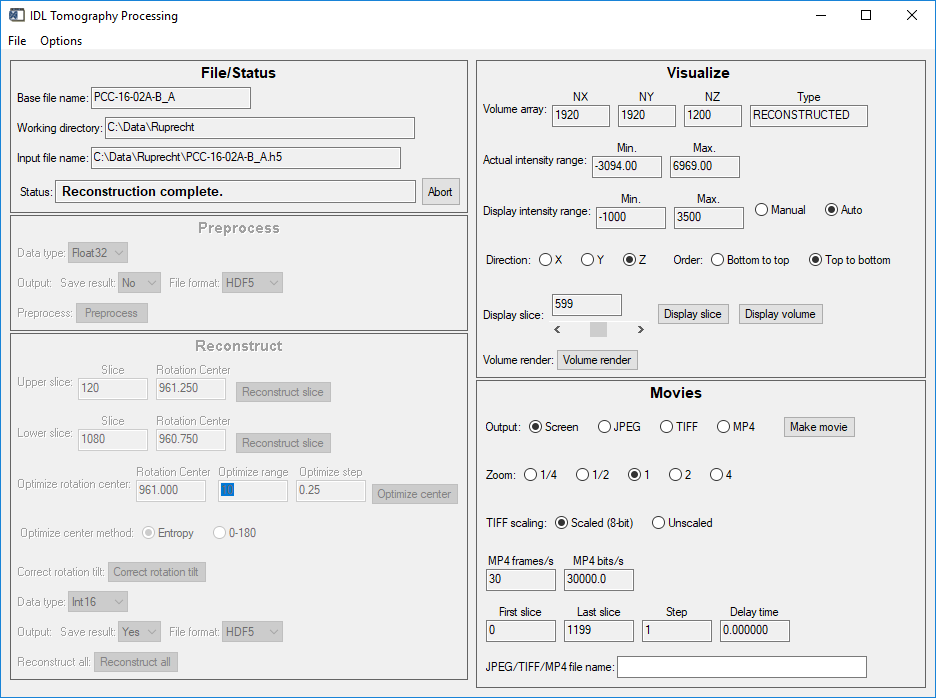 IDL Tomography Processing
File Options
File/Status
Base file name: PCC-16-02A-B_A
Working directory: C:\Data\Ruprecht
Input file name: C:\Data\Ruprecht\PCC-16-02A-B_A.h5
Status: Reconstruction complete. Abort
Preprocess
Data type: Float32
Output: Save result: No File format: HDF5
Preprocess: Preprocess
Reconstruct
Slice Rotation Center
Upper slice: 120 961.250 Reconstruct slice
Slice Rotation Center
Lower slice: 1080 960.750 Reconstruct slice
Rotation Center Optimize range Optimize step
Optimize rotation center: 961.000 10 0.25 Optimize center
Optimize center method: Entropy 0-180
Correct rotation tilt: Correct rotation tilt
Data type: Int16
Output: Save result: Yes File format: HDF5
Reconstruct all: Reconstruct all
Visualize
NX NY NZ Type
Volume array: 1920 1920 1200 RECONSTRUCTED
Min. Max.
Actual intensity range: -3094.00 6969.00
Min. Max.
Display intensity range: -1000 3500 Manual Auto
Direction: X Y Z Order: Bottom to top Top to bottom
Display slice: 599 Display slice Display volume
Volume render: Volume render
Movies
Output: Screen JPEG TIFF MP4 Make movie
Zoom: 1/4 1/2 1 2 4
TIFF scaling: Scaled (8-bit) Unscaled
MP4 frames/s MP4 bits/s
30 30000.0
First slice Last slice Step Delay time
0 1199 1 0.000000
JPEG/TIFF/MP4 file name: